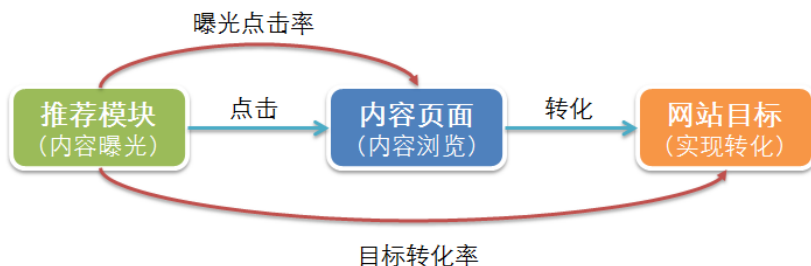 曝光点击率
推荐模块
（内容曝光）
点击
内容页面
（内容浏览）
转化
网站目标
（实现转化）
目标转化率